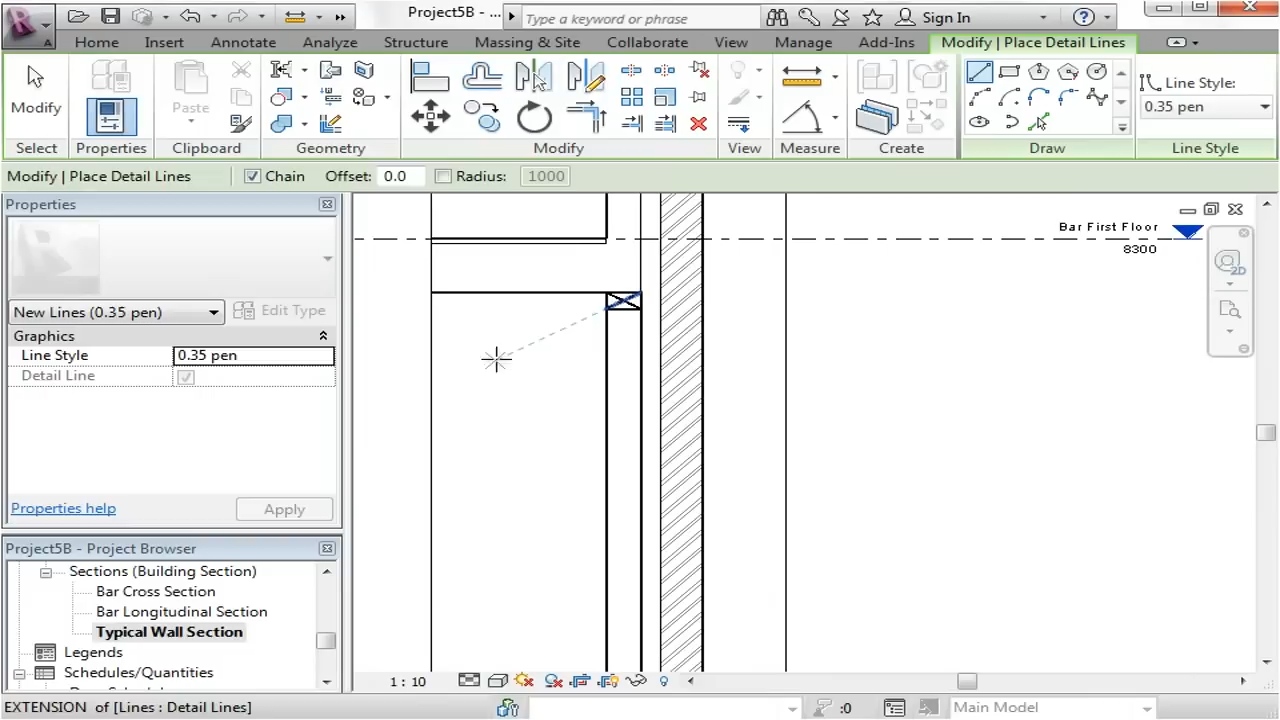 Project5B - ...
Type a keyword or phrase
Sign In
Home Insert Annotate Analyze Structure Massing & Site Collaborate View Manage Add-Ins Modify | Place Detail Lines
Modify
Paste
Line Style:
0.35 pen
Select Properties Clipboard Geometry Modify View Measure Create Draw Line Style
Modify | Place Detail Lines Chain Offset: 0.0 Radius: 1000
Properties
New Lines (0.35 pen) Edit Type
Graphics
Line Style 0.35 pen
Detail Line
Properties help Apply
Project5B - Project Browser
Sections (Building Section)
Bar Cross Section
Bar Longitudinal Section
Typical Wall Section
Legends
Schedules/Quantities
Bar First Floor
8300
2D
1 : 10
EXTENSION of [Lines : Detail Lines]
:0
Main Model